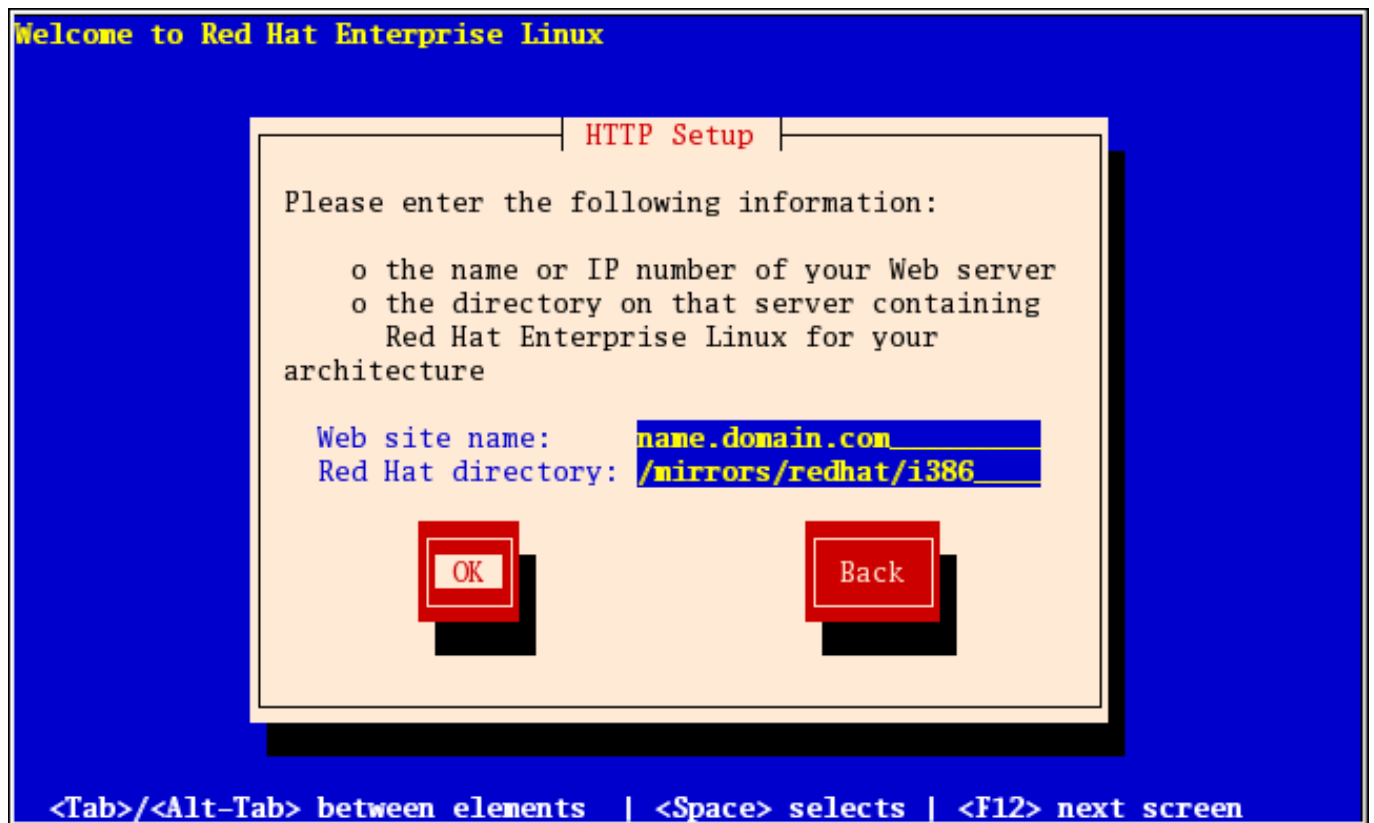 Welcome to Red Hat Enterprise Linux
HTTP Setup
Please enter the following information:
o the name or IP number of your Web server
o the directory on that server containing
Red Hat Enterprise Linux for your
architecture
Web site name: name.domain.com_________
Red Hat directory: /mirrors/redhat/i386____
OK Back
<Tab>/<Alt-Tab> between elements | <Space> selects | <F12> next screen